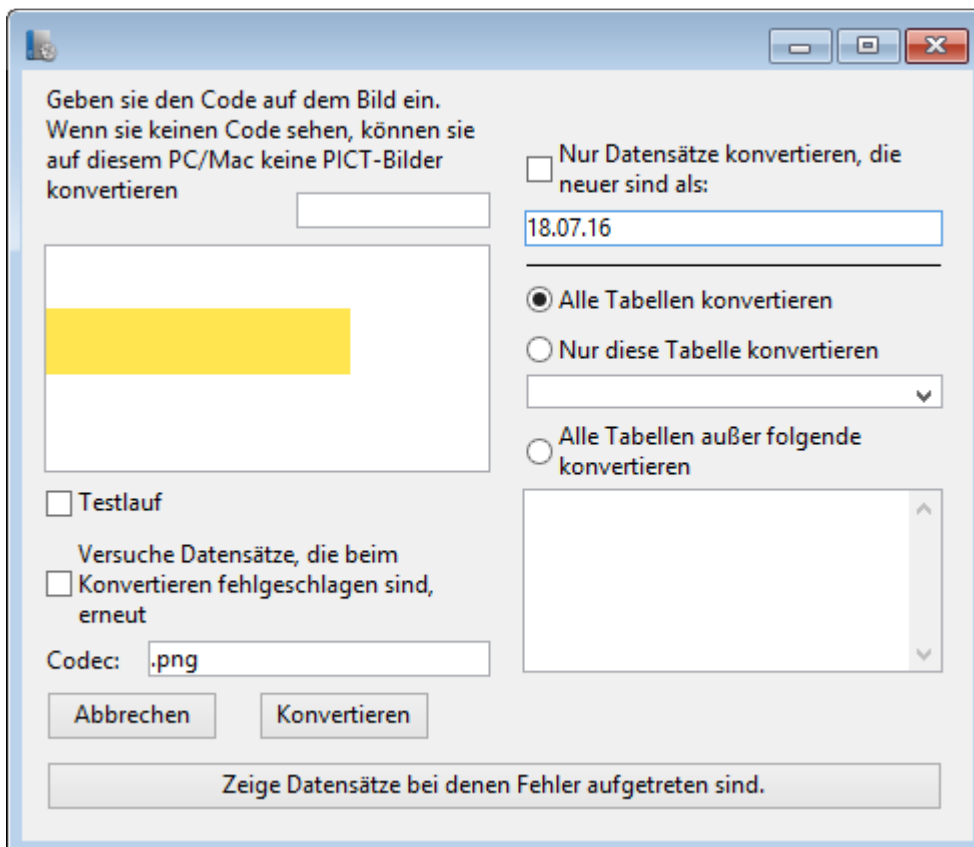 Geben sie den Code auf dem Bild ein.
Wenn sie keinen Code sehen, können sie
auf diesem PC/Mac keine PICT-Bilder
konvertieren
Testlauf
Versuche Datensätze, die beim
Konvertieren fehlgeschlagen sind,
erneut
Codec: .png
Abbrechen Konvertieren
Nur Datensätze konvertieren, die
neuer sind als:
18.07.16
Alle Tabellen konvertieren
Nur diese Tabelle konvertieren
Alle Tabellen außer folgende
konvertieren
Zeige Datensätze bei denen Fehler aufgetreten sind.